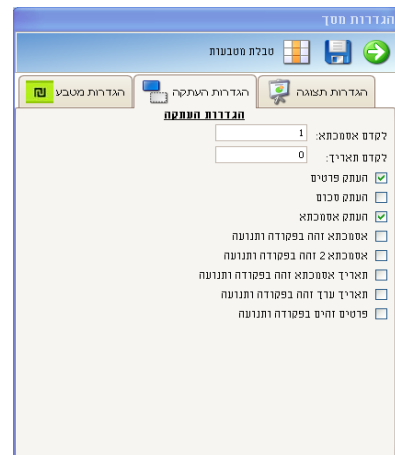 הגדרות מסך
טבלת מטבעות
הגדרות תצוגה
הגדרות העתקה
הגדרות מטבע ₪
הגדרות העתקה
לקדם אסמכתא: 1
לקדם תאריך: 0
העתק פרטים
העתק סכום
העתק אסמכתא
אסמכתא זהה בפקודה ותנועה
אסמכתא 2 זהה בפקודה ותנועה
תאריך אסמכתא זהה בפקודה ותנועה
תאריך ערך זהה בפקודה ותנועה
פרטים זהים בפקודה ותנועה